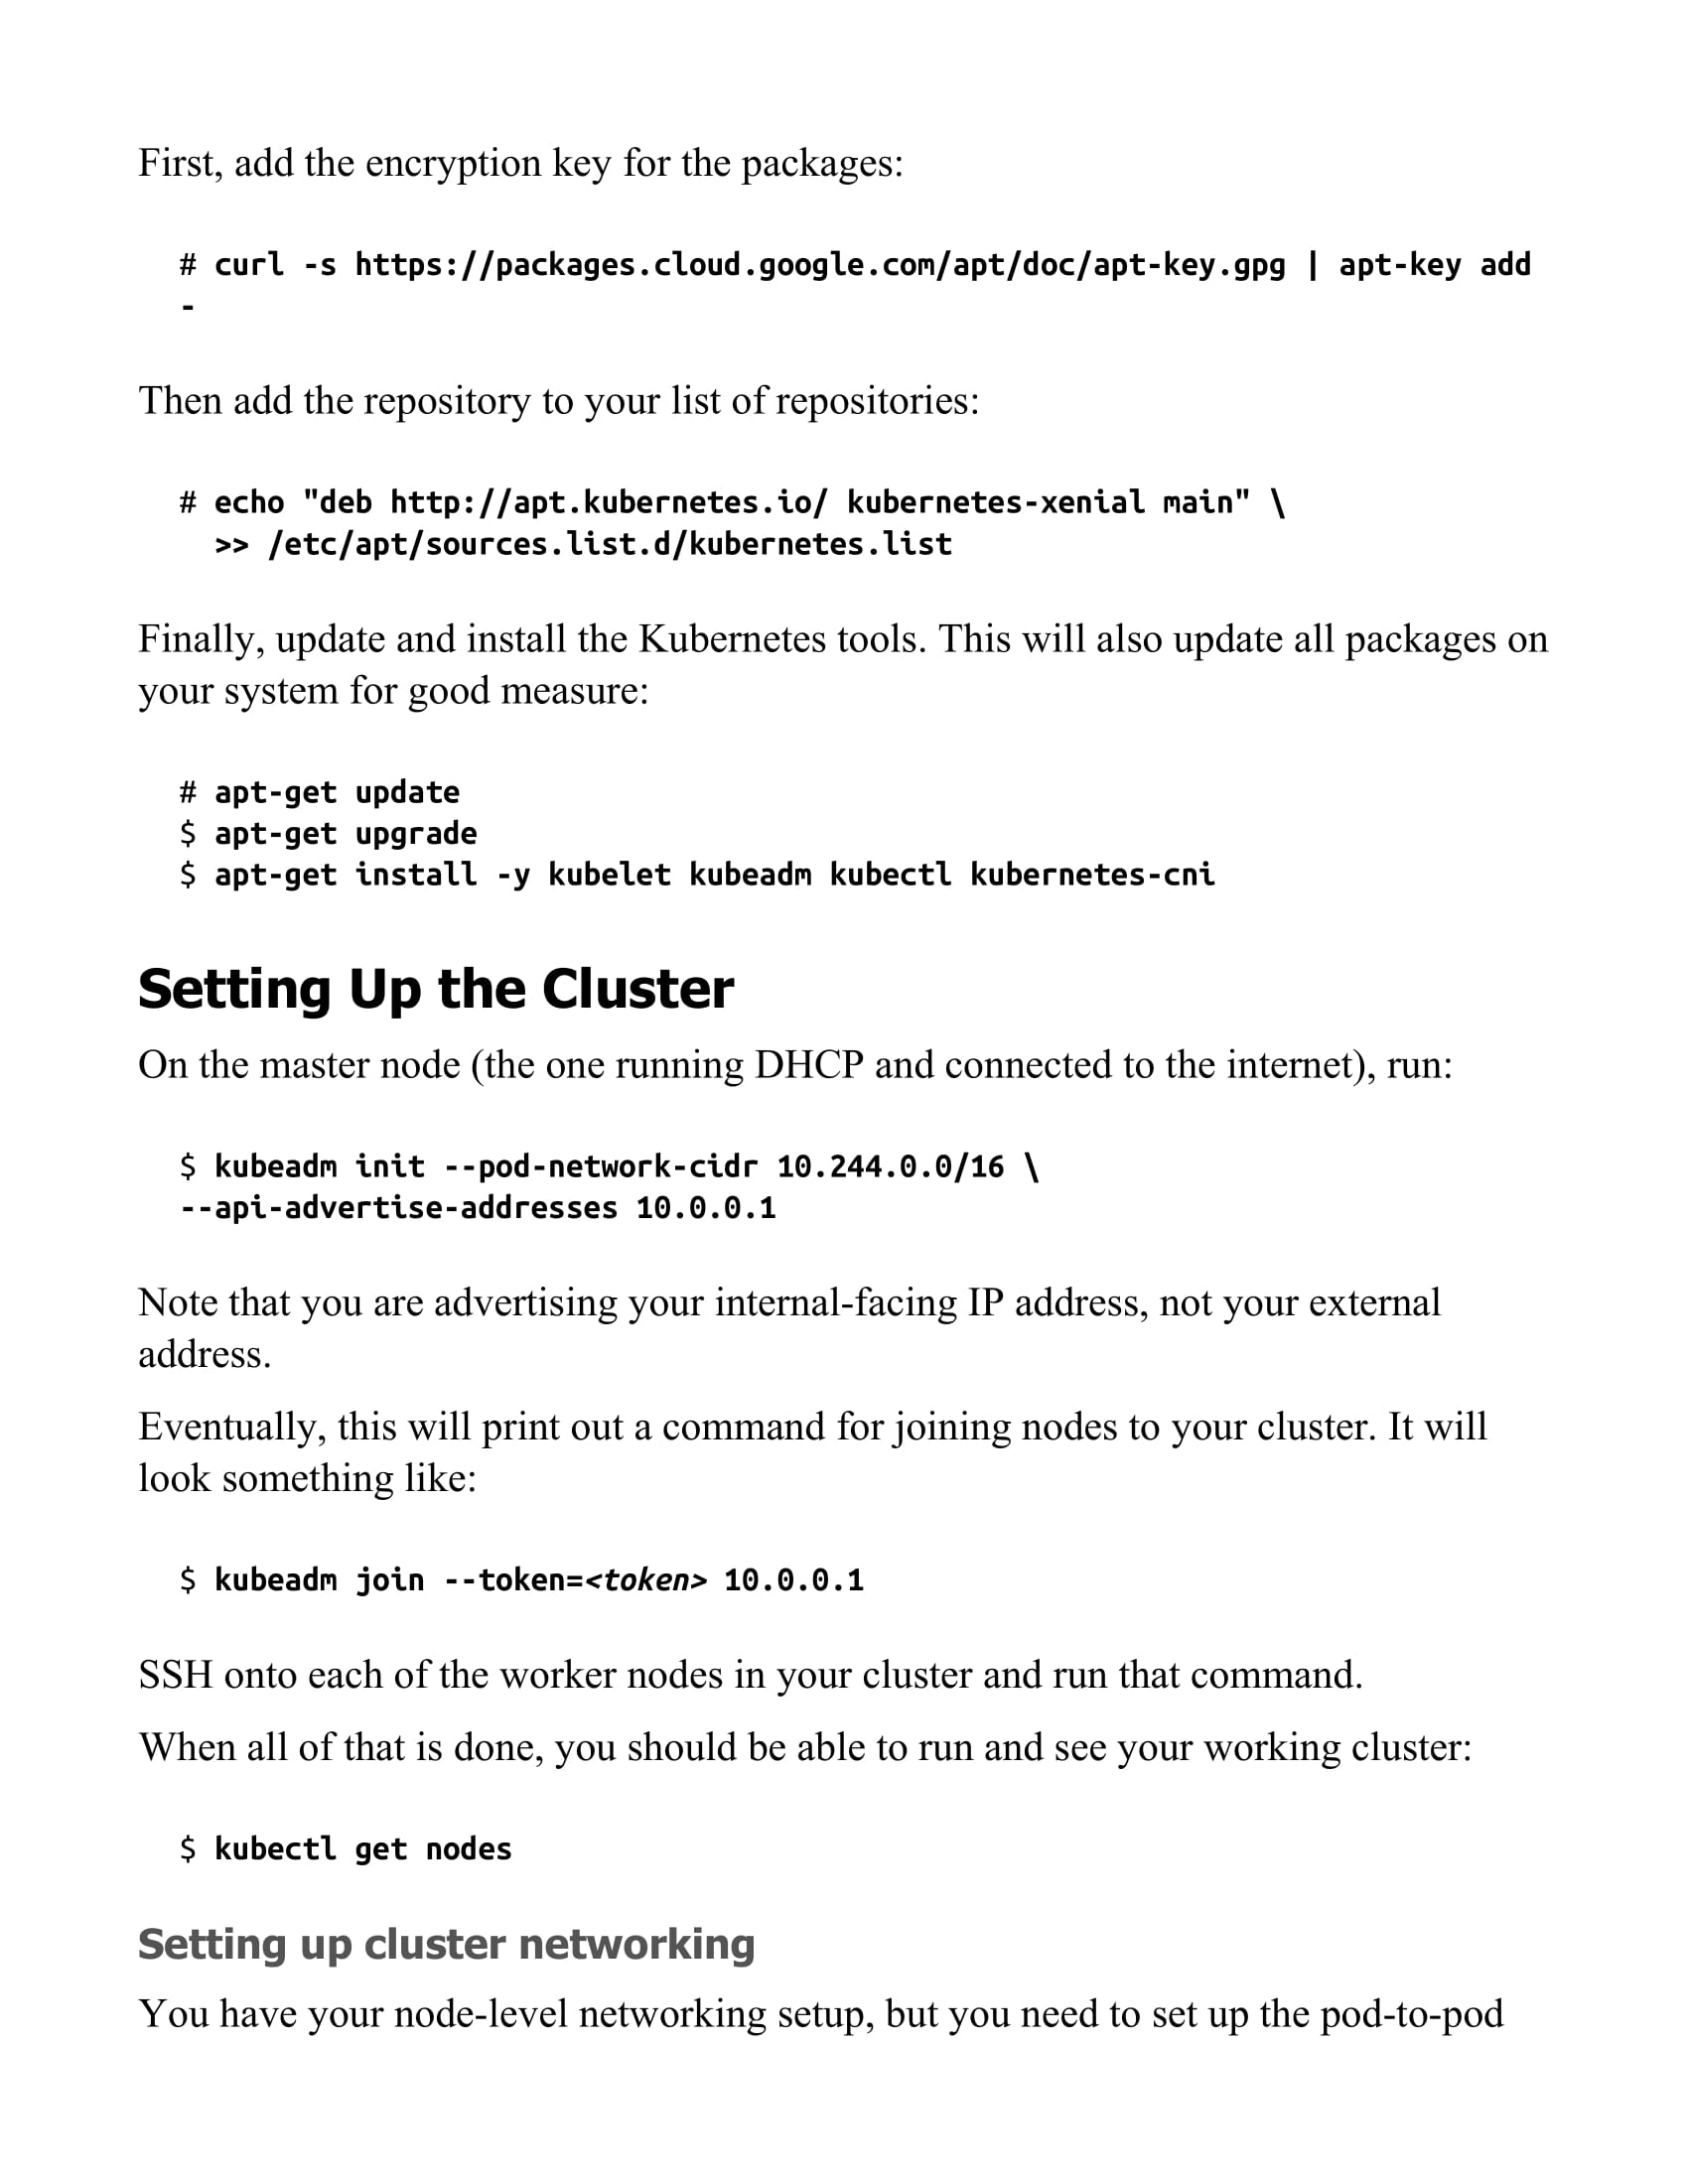 First, add the encryption key for the packages:
# curl -s https://packages.cloud.google.com/apt/doc/apt-key.gpg | apt-key add
-
Then add the repository to your list of repositories:
# echo "deb http://apt.kubernetes.io/ kubernetes-xenial main" \
>> /etc/apt/sources.list.d/kubernetes.list
Finally, update and install the Kubernetes tools. This will also update all packages on
your system for good measure:
# apt-get update
$ apt-get upgrade
$ apt-get install -y kubelet kubeadm kubectl kubernetes-cni
Setting Up the Cluster
On the master node (the one running DHCP and connected to the internet), run:
$ kubeadm init --pod-network-cidr 10.244.0.0/16 \
--api-advertise-addresses 10.0.0.1
Note that you are advertising your internal-facing IP address, not your external
address.
Eventually, this will print out a command for joining nodes to your cluster. It will
look something like:
$ kubeadm join --token=<token> 10.0.0.1
SSH onto each of the worker nodes in your cluster and run that command.
When all of that is done, you should be able to run and see your working cluster:
$ kubectl get nodes
Setting up cluster networking
You have your node-level networking setup, but you need to set up the pod-to-pod